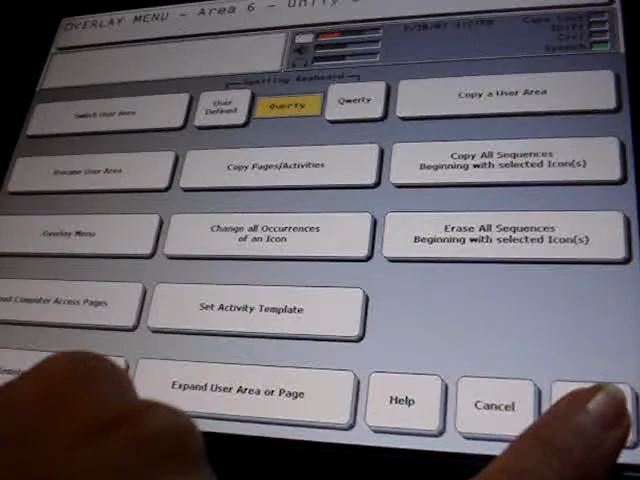 OVERLAY MENU - Area 6 - Unity
Spelling Keyboard
Switch User Area
User
Defined
Qwerty
Qwerty
Copy a User Area
Rename User Area
Copy Pages/Activities
Copy All Sequences
Beginning with selected Icon(s)
Overlay Menu
Change all Occurrences
of an Icon
Erase All Sequences
Beginning with selected Icon(s)
Computer Access Pages
Set Activity Template
Expand User Area or Page
Help
Cancel